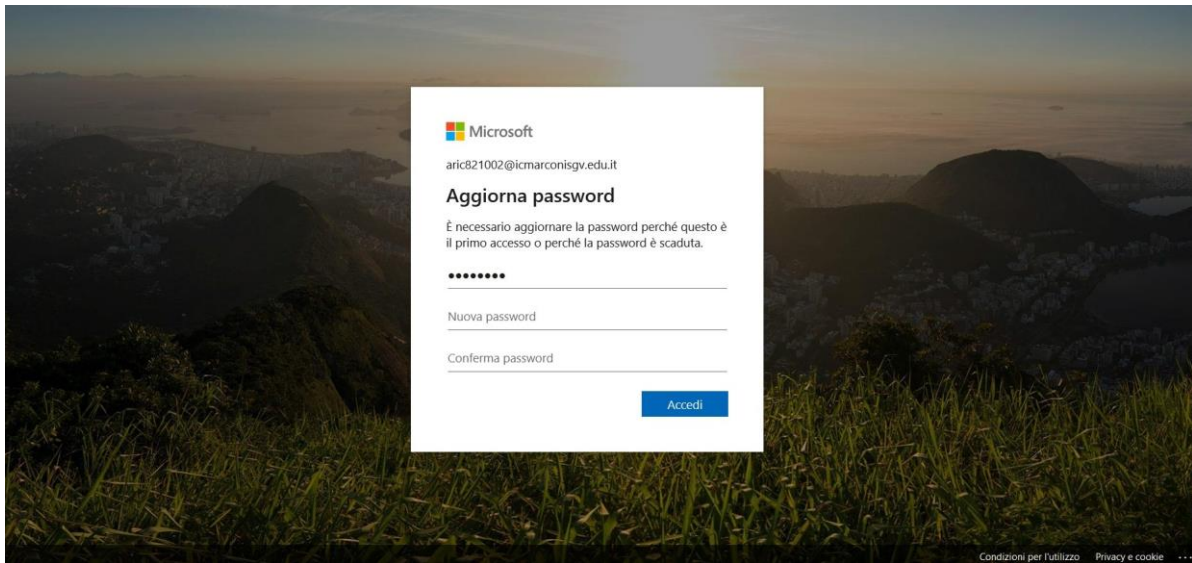 Microsoft
aric821002@icmarconisgv.edu.it
Aggiorna password
È necessario aggiornare la password perché questo è
il primo accesso o perché la password è scaduta.
••••••••
Nuova password
Conferma password
Accedi
Condizioni per l'utilizzo Privacy e cookie ...